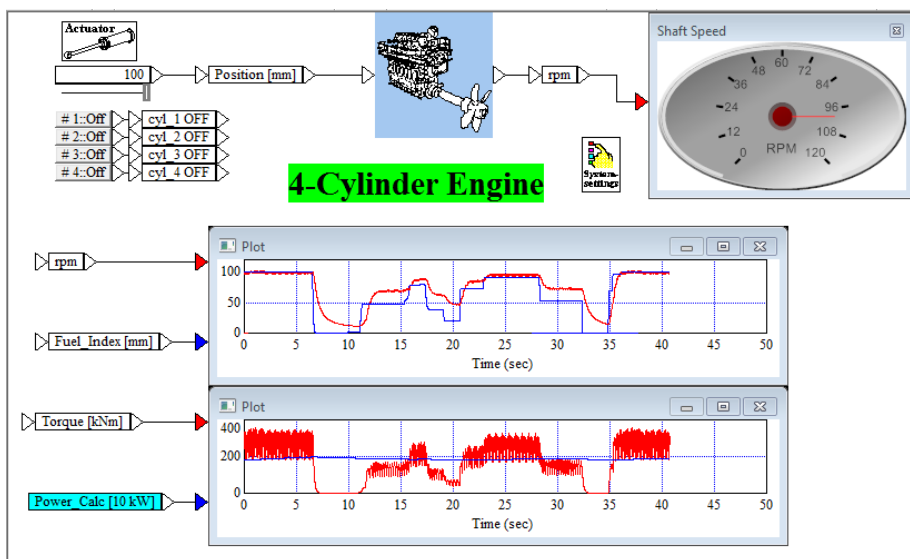 Actuator
100
Position [mm]
rpm
# 1::Off
cyl_1 OFF
# 2::Off
cyl_2 OFF
# 3::Off
cyl_3 OFF
# 4::Off
cyl_4 OFF
4-Cylinder Engine
System-
settings
Shaft Speed
0
12
24
36
48
60
72
84
96
108
120
RPM
rpm
Fuel_Index [mm]
Plot
100
50
0
0 5 10 15 20 25 30 35 40 45 50
Time (sec)
Torque [kNm]
Power_Calc [10 kW]
Plot
400
200
0
0 5 10 15 20 25 30 35 40 45 50
Time (sec)